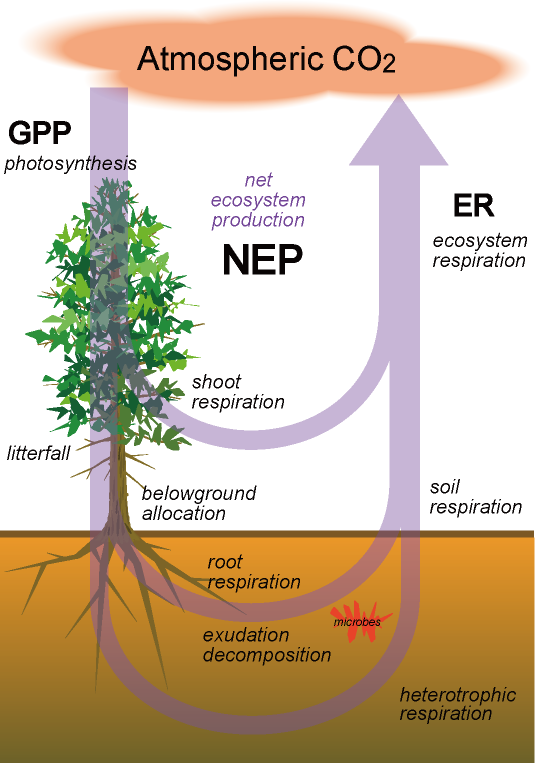 Atmospheric CO2
GPP
photosynthesis
net
ecosystem
production
NEP
ER
ecosystem
respiration
shoot
respiration
litterfall
belowground
allocation
soil
respiration
root
respiration
microbes
exudation
decomposition
heterotrophic
respiration